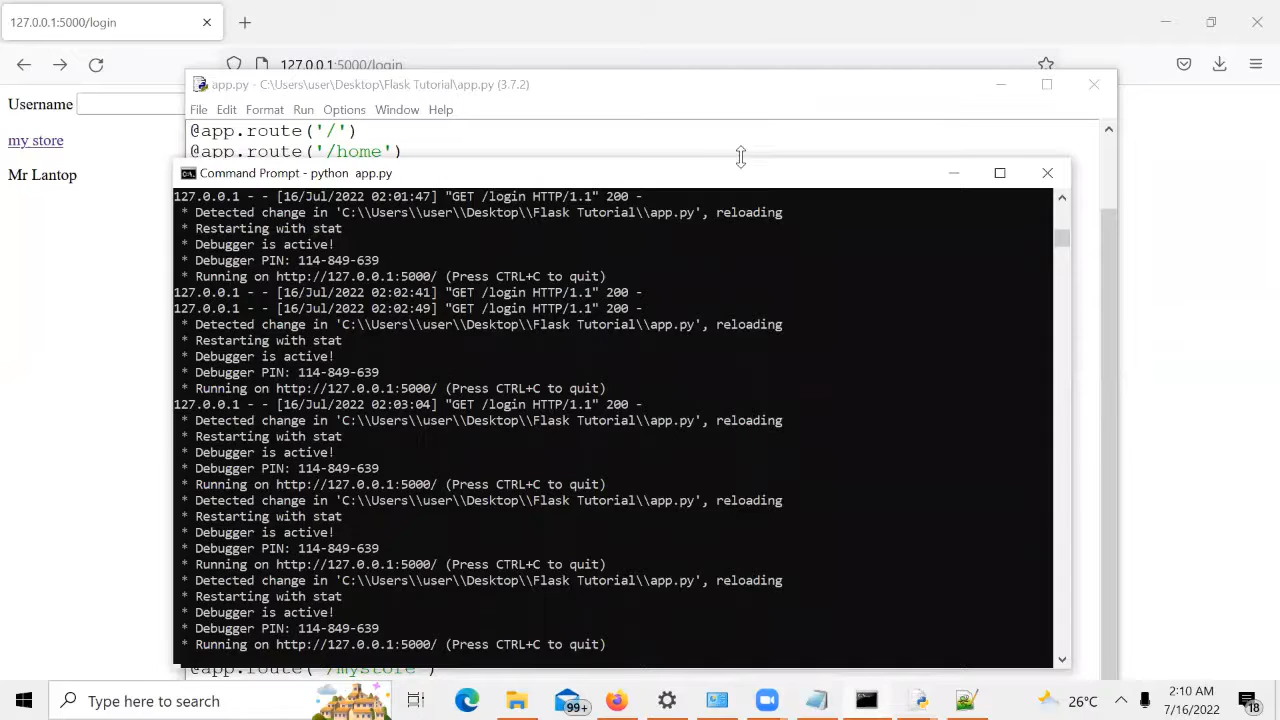 127.0.0.1:5000/login
127.0.0.1:5000/login
Username
my store
Mr Lantop
app.py - C:\Users\user\Desktop\Flask Tutorial\app.py (3.7.2)
File Edit Format Run Options Window Help
@app.route('/')
@app.route('/home')
Command Prompt - python  app.py
127.0.0.1 - - [16/Jul/2022 02:01:47] "GET /login HTTP/1.1" 200 -
* Detected change in 'C:\\Users\\user\\Desktop\\Flask Tutorial\\app.py', reloading
* Restarting with stat
* Debugger is active!
* Debugger PIN: 114-849-639
* Running on http://127.0.0.1:5000/ (Press CTRL+C to quit)
127.0.0.1 - - [16/Jul/2022 02:02:41] "GET /login HTTP/1.1" 200 -
127.0.0.1 - - [16/Jul/2022 02:02:49] "GET /login HTTP/1.1" 200 -
* Detected change in 'C:\\Users\\user\\Desktop\\Flask Tutorial\\app.py', reloading
* Restarting with stat
* Debugger is active!
* Debugger PIN: 114-849-639
* Running on http://127.0.0.1:5000/ (Press CTRL+C to quit)
127.0.0.1 - - [16/Jul/2022 02:03:04] "GET /login HTTP/1.1" 200 -
* Detected change in 'C:\\Users\\user\\Desktop\\Flask Tutorial\\app.py', reloading
* Restarting with stat
* Debugger is active!
* Debugger PIN: 114-849-639
* Running on http://127.0.0.1:5000/ (Press CTRL+C to quit)
* Detected change in 'C:\\Users\\user\\Desktop\\Flask Tutorial\\app.py', reloading
* Restarting with stat
* Debugger is active!
* Debugger PIN: 114-849-639
* Running on http://127.0.0.1:5000/ (Press CTRL+C to quit)
* Detected change in 'C:\\Users\\user\\Desktop\\Flask Tutorial\\app.py', reloading
* Restarting with stat
* Debugger is active!
* Debugger PIN: 114-849-639
* Running on http://127.0.0.1:5000/ (Press CTRL+C to quit)
@app.route('/mystore')
Type here to search
99+
26°C
2:10 AM
7/16/2022
18